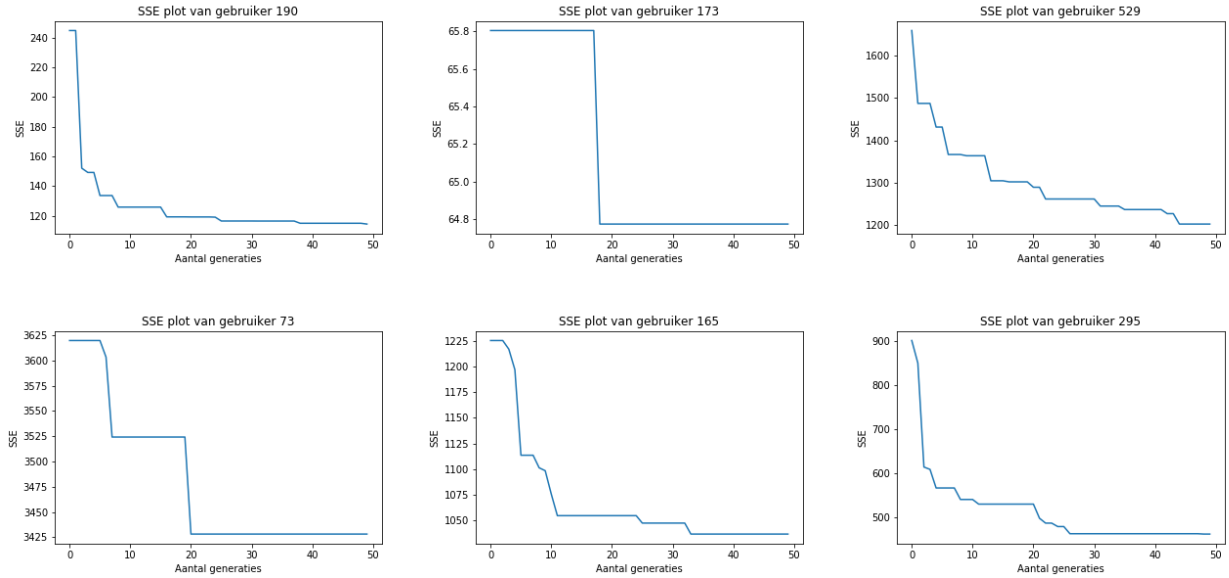 SSE plot van gebruiker 190
SSE
240
220
200
180
160
140
120
0 10 20 30 40 50
Aantal generaties
SSE plot van gebruiker 173
SSE
65.8
65.6
65.4
65.2
65.0
64.8
0 10 20 30 40 50
Aantal generaties
SSE plot van gebruiker 529
SSE
1600
1500
1400
1300
1200
0 10 20 30 40 50
Aantal generaties
SSE plot van gebruiker 73
SSE
3625
3600
3575
3550
3525
3500
3475
3450
3425
0 10 20 30 40 50
Aantal generaties
SSE plot van gebruiker 165
SSE
1225
1200
1175
1150
1125
1100
1075
1050
0 10 20 30 40 50
Aantal generaties
SSE plot van gebruiker 295
SSE
900
800
700
600
500
0 10 20 30 40 50
Aantal generaties